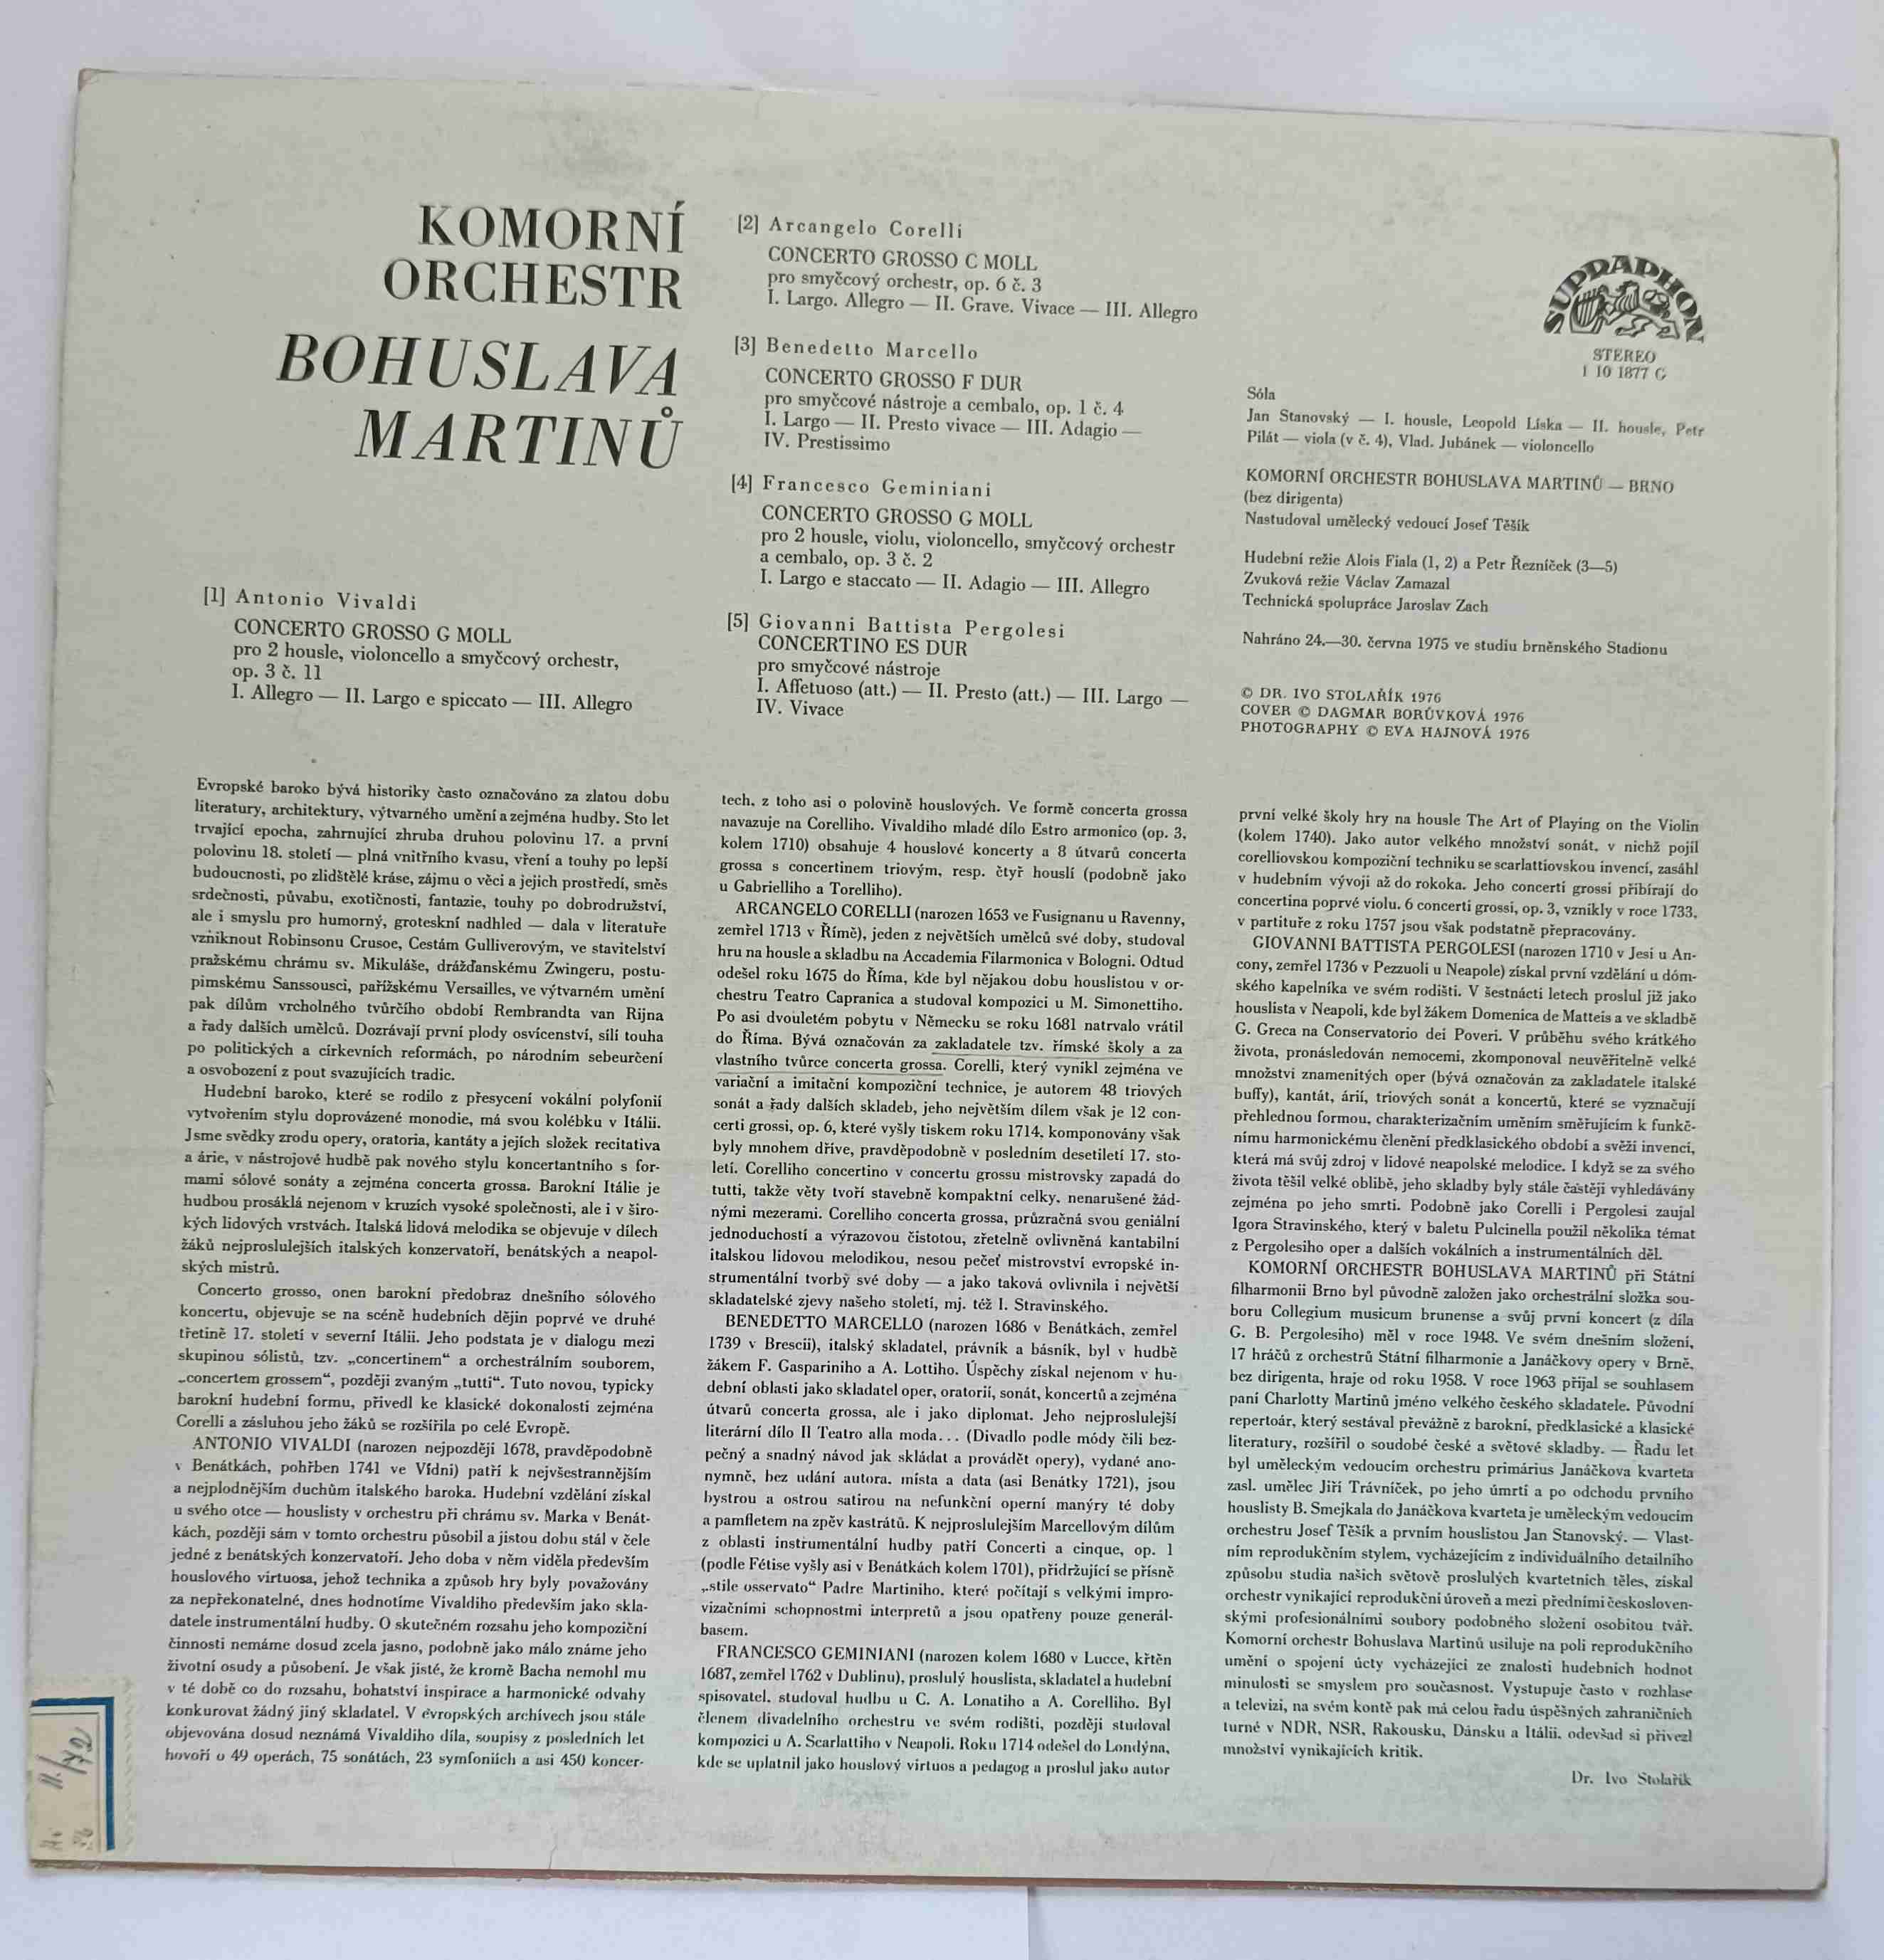 KOMORNÍ
ORCHESTR
BOHUSLAVA
MARTINŮ
[1] Antonio Vivaldi
CONCERTO GROSSO G MOLL
pro 2 housle, violoncello a smyčcový orchestr,
op. 3 č. 11
I. Allegro — II. Largo e spiccato — III. Allegro
[2] Arcangelo Corelli
CONCERTO GROSSO C MOLL
pro smyčcový orchestr, op. 6 č. 3
I. Largo. Allegro — II. Grave. Vivace — III. Allegro
[3] Benedetto Marcello
CONCERTO GROSSO F DUR
pro smyčcové nástroje a cembalo, op. 1 č. 4
I. Largo — II. Presto vivace — III. Adagio —
IV. Prestissimo
[4] Francesco Geminiani
CONCERTO GROSSO G MOLL
pro 2 housle, violu, violoncello, smyčcový orchestr
a cembalo, op. 3 č. 2
I. Largo e staccato — II. Adagio — III. Allegro
[5] Giovanni Battista Pergolesi
CONCERTINO ES DUR
pro smyčcové nástroje
I. Affetuoso (att.) — II. Presto (att.) — III. Largo —
IV. Vivace
SUPRAPHON
STEREO
1 10 1877 G
Sóla
Jan Stanovský — I. housle, Leopold Líska — II. housle, Petr
Pilát — viola (v č. 4), Vlad. Jubánek — violoncello
KOMORNÍ ORCHESTR BOHUSLAVA MARTINŮ — BRNO
(bez dirigenta)
Nastudoval umělecký vedoucí Josef Těšík
Hudební režie Alois Fiala (1, 2) a Petr Řezníček (3—5)
Zvuková režie Václav Zamazal
Technická spolupráce Jaroslav Zach
Nahráno 24.—30. června 1975 ve studiu brněnského Stadionu
© DR. IVO STOLAŘÍK 1976
COVER © DAGMAR BORŮVKOVÁ 1976
PHOTOGRAPHY © EVA HAJNOVÁ 1976
Evropské baroko bývá historiky často označováno za zlatou dobu
literatury, architektury, výtvarného umění a zejména hudby. Sto let
trvající epocha, zahrnující zhruba druhou polovinu 17. a první
polovinu 18. století — plná vnitřního kvasu, vření a touhy po lepší
budoucnosti, po zlidštělé kráse, zájmu o věci a jejich prostředí, směs
srdečnosti, půvabu, exotičnosti, fantazie, touhy po dobrodružství,
ale i smyslu pro humorný, groteskní nadhled — dala v literatuře
vzniknout Robinsonu Crusoe, Cestám Gulliverovým, ve stavitelství
pražskému chrámu sv. Mikuláše, drážďanskému Zwingeru, postu-
pimskému Sanssousci, pařížskému Versailles, ve výtvarném umění
pak dílům vrcholného tvůrčího období Rembrandta van Rijna
a řady dalších umělců. Dozrávají první plody osvícenství, sílí touha
po politických a církevních reformách, po národním sebeurčení
a osvobození z pout svazujících tradic.
Hudební baroko, které se rodilo z přesycení vokální polyfonií
vytvořením stylu doprovázené monodie, má svou kolébku v Itálii.
Jsme svědky zrodu opery, oratoria, kantáty a jejích složek recitativa
a árie, v nástrojové hudbě pak nového stylu koncertantního s for-
mami sólové sonáty a zejména concerta grossa. Barokní Itálie je
hudbou prosáklá nejenom v kruzích vysoké společnosti, ale i v širo-
kých lidových vrstvách. Italská lidová melodika se objevuje v dílech
žáků nejproslulejších italských konzervatoří, benátských a neapol-
ských mistrů.
Concerto grosso, onen barokní předobraz dnešního sólového
koncertu, objevuje se na scéně hudebních dějin poprvé ve druhé
třetině 17. století v severní Itálii. Jeho podstata je v dialogu mezi
skupinou sólistů, tzv. „concertinem“ a orchestrálním souborem,
„concertem grossem“, později zvaným „tutti“. Tuto novou, typicky
barokní hudební formu, přivedl ke klasické dokonalosti zejména
Corelli a zásluhou jeho žáků se rozšířila po celé Evropě.
ANTONIO VIVALDI (narozen nejpozději 1678, pravděpodobně
v Benátkách, pohřben 1741 ve Vídni) patří k nejvšestrannějším
a nejplodnějším duchům italského baroka. Hudební vzdělání získal
u svého otce — houslisty v orchestru při chrámu sv. Marka v Benát-
kách, později sám v tomto orchestru působil a jistou dobu stál v čele
jedné z benátských konzervatoří. Jeho doba v něm viděla především
houslového virtuosa, jehož technika a způsob hry byly považovány
za nepřekonatelné, dnes hodnotíme Vivaldiho především jako skla-
datele instrumentální hudby. O skutečném rozsahu jeho kompoziční
činnosti nemáme dosud zcela jasno, podobně jako málo známe jeho
životní osudy a působení. Je však jisté, že kromě Bacha nemohl mu
v té době co do rozsahu, bohatství inspirace a harmonické odvahy
konkurovat žádný jiný skladatel. V evropských archívech jsou stále
objevována dosud neznámá Vivaldiho díla, soupisy z posledních let
hovoří o 49 operách, 75 sonátách, 23 symfoniích a asi 450 koncer-
tech, z toho asi o polovině houslových. Ve formě concerta grossa
navazuje na Corelliho. Vivaldiho mladé dílo Estro armonico (op. 3,
kolem 1710) obsahuje 4 houslové koncerty a 8 útvarů concerta
grossa s concertinem triovým, resp. čtyř houslí (podobně jako
u Gabrielliho a Torelliho).
ARCANGELO CORELLI (narozen 1653 ve Fusignanu u Ravenny,
zemřel 1713 v Římě), jeden z největších umělců své doby, studoval
hru na housle a skladbu na Accademia Filarmonica v Bologni. Odtud
odešel roku 1675 do Říma, kde byl nějakou dobu houslistou v or-
chestru Teatro Capranica a studoval kompozici u M. Simonettiho.
Po asi dvouletém pobytu v Německu se roku 1681 natrvalo vrátil
do Říma. Bývá označován za zakladatele tzv. římské školy a za
vlastního tvůrce concerta grossa. Corelli, který vynikl zejména ve
variační a imitační kompoziční technice, je autorem 48 triových
sonát a řady dalších skladeb, jeho největším dílem však je 12 con-
certi grossi, op. 6, které vyšly tiskem roku 1714, komponovány však
byly mnohem dříve, pravděpodobně v posledním desetiletí 17. sto-
letí. Corelliho concertino v concertu grossu mistrovsky zapadá do
tutti, takže věty tvoří stavebně kompaktní celky, nenarušené žád-
nými mezerami. Corelliho concerta grossa, průzračná svou geniální
jednoduchostí a výrazovou čistotou, zřetelně ovlivněná kantabilní
italskou lidovou melodikou, nesou pečeť mistrovství evropské in-
strumentální tvorby své doby — a jako taková ovlivnila i největší
skladatelské zjevy našeho století, mj. též I. Stravinského.
BENEDETTO MARCELLO (narozen 1686 v Benátkách, zemřel
1739 v Brescii), italský skladatel, právník a básník, byl v hudbě
žákem F. Gaspariniho a A. Lottiho. Úspěchy získal nejenom v hu-
dební oblasti jako skladatel oper, oratorií, sonát, koncertů a zejména
útvarů concerta grossa, ale i jako diplomat. Jeho nejproslulejší
literární dílo Il Teatro alla moda... (Divadlo podle módy čili bez-
pečný a snadný návod jak skládat a provádět opery), vydané ano-
nymně, bez udání autora, místa a data (asi Benátky 1721), jsou
bystrou a ostrou satirou na nefunkční operní manýry té doby
a pamfletem na zpěv kastrátů. K nejproslulejším Marcellovým dílům
z oblasti instrumentální hudby patří Concerti a cinque, op. 1
(podle Fétise vyšly asi v Benátkách kolem 1701), přidržující se přísně
„stile osservato“ Padre Martiniho, které počítají s velkými impro-
vizačními schopnostmi interpretů a jsou opatřeny pouze generál-
basem.
FRANCESCO GEMINIANI (narozen kolem 1680 v Lucce, křtěn
1687, zemřel 1762 v Dublinu), proslulý houslista, skladatel a hudební
spisovatel, studoval hudbu u C. A. Lonatiho a A. Corelliho. Byl
členem divadelního orchestru ve svém rodišti, později studoval
kompozici u A. Scarlattiho v Neapoli. Roku 1714 odešel do Londýna,
kde se uplatnil jako houslový virtuos a pedagog a proslul jako autor
první velké školy hry na housle The Art of Playing on the Violin
(kolem 1740). Jako autor velkého množství sonát, v nichž pojil
corelliovskou kompoziční techniku se scarlattiovskou invencí, zasáhl
v hudebním vývoji až do rokoka. Jeho concerti grossi přibírají do
concertina poprvé violu. 6 concerti grossi, op. 3, vznikly v roce 1733,
v partituře z roku 1757 jsou však podstatně přepracovány.
GIOVANNI BATTISTA PERGOLESI (narozen 1710 v Jesi u An-
cony, zemřel 1736 v Pezzuoli u Neapole) získal první vzdělání u dóm-
ského kapelníka ve svém rodišti. V šestnácti letech proslul již jako
houslista v Neapoli, kde byl žákem Domenica de Matteis a ve skladbě
G. Greca na Conservatorio dei Poveri. V průběhu svého krátkého
života, pronásledován nemocemi, zkomponoval neuvěřitelně velké
množství znamenitých oper (bývá označován za zakladatele italské
buffy), kantát, árií, triových sonát a koncertů, které se vyznačují
přehlednou formou, charakterizačním uměním směřujícím k funkč-
nímu harmonickému členění předklasického období a svěží invencí,
která má svůj zdroj v lidové neapolské melodice. I když se za svého
života těšil velké oblibě, jeho skladby byly stále častěji vyhledávány
zejména po jeho smrti. Podobně jako Corelli i Pergolesi zaujal
Igora Stravinského, který v baletu Pulcinella použil několika témat
z Pergolesiho oper a dalších vokálních a instrumentálních děl.
KOMORNÍ ORCHESTR BOHUSLAVA MARTINŮ při Státní
filharmonii Brno byl původně založen jako orchestrální složka sou-
boru Collegium musicum brunense a svůj první koncert (z díla
G. B. Pergolesiho) měl v roce 1948. Ve svém dnešním složení,
17 hráčů z orchestrů Státní filharmonie a Janáčkovy opery v Brně,
bez dirigenta, hraje od roku 1958. V roce 1963 přijal se souhlasem
paní Charlotty Martinů jméno velkého českého skladatele. Původní
repertoár, který sestával převážně z barokní, předklasické a klasické
literatury, rozšířil o soudobé české a světové skladby. — Řadu let
byl uměleckým vedoucím orchestru primárius Janáčkova kvarteta
zasl. umělec Jiří Trávníček, po jeho úmrtí a po odchodu prvního
houslisty B. Smejkala do Janáčkova kvarteta je uměleckým vedoucím
orchestru Josef Těšík a prvním houslistou Jan Stanovský. — Vlast-
ním reprodukčním stylem, vycházejícím z individuálního detailního
způsobu studia našich světově proslulých kvartetních těles, získal
orchestr vynikající reprodukční úroveň a mezi předními českosloven-
skými profesionálními soubory podobného složení osobitou tvář.
Komorní orchestr Bohuslava Martinů usiluje na poli reprodukčního
umění o spojení úcty vycházející ze znalosti hudebních hodnot
minulosti se smyslem pro současnost. Vystupuje často v rozhlase
a televizi, na svém kontě pak má celou řadu úspěšných zahraničních
turné v NDR, NSR, Rakousku, Dánsku a Itálii, odevšad si přivezl
množství vynikajících kritik.
Dr. Ivo Stolařík